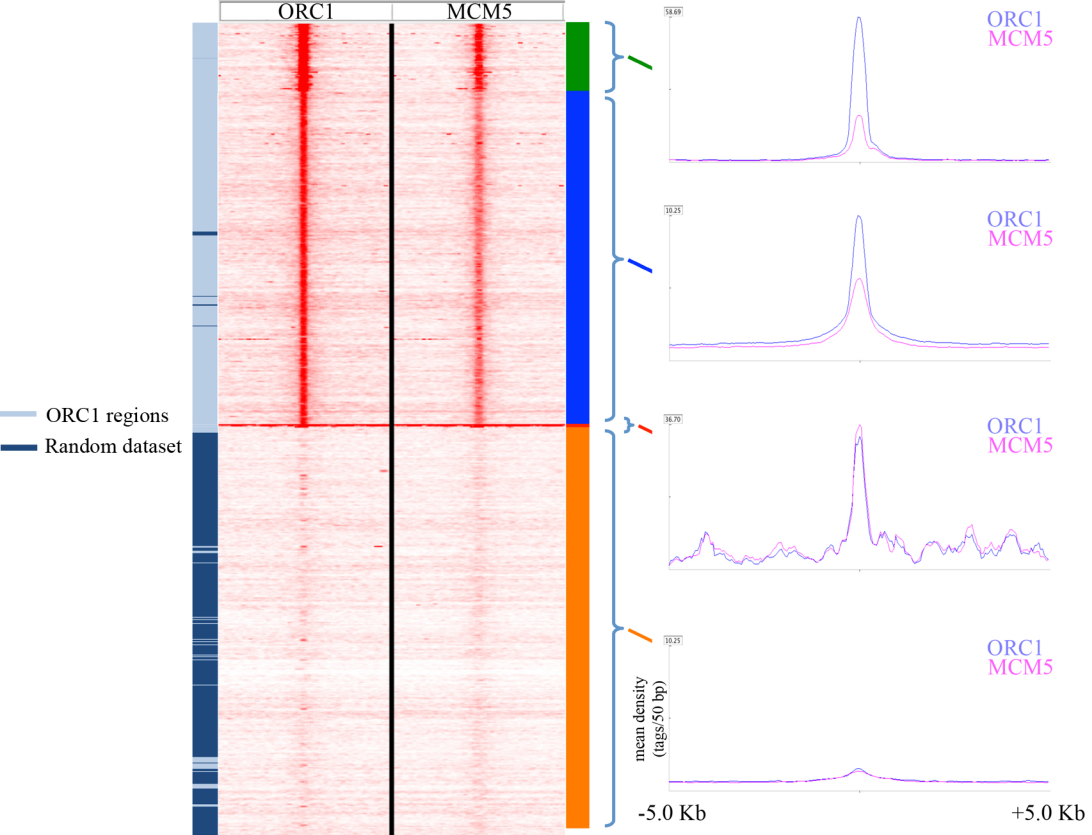 ORC1 MCM5
58.69
ORC1
MCM5
10.25
ORC1
MCM5
ORC1 regions
Random dataset
36.70
ORC1
MCM5
10.25
ORC1
MCM5
mean density
(tags/50 bp)
-5.0 Kb +5.0 Kb